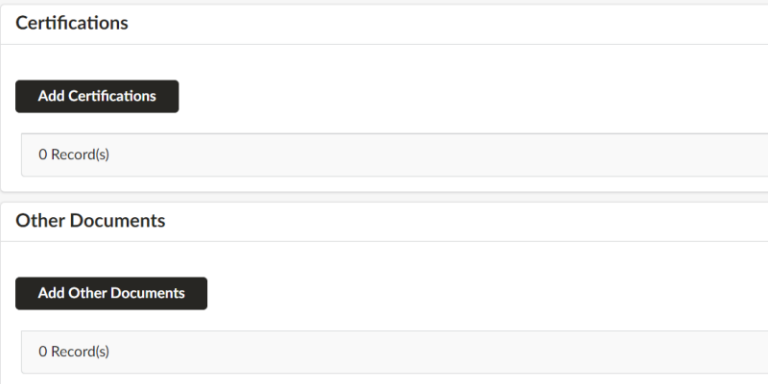 Certifications
Add Certifications
0 Record(s)
Other Documents
Add Other Documents
0 Record(s)